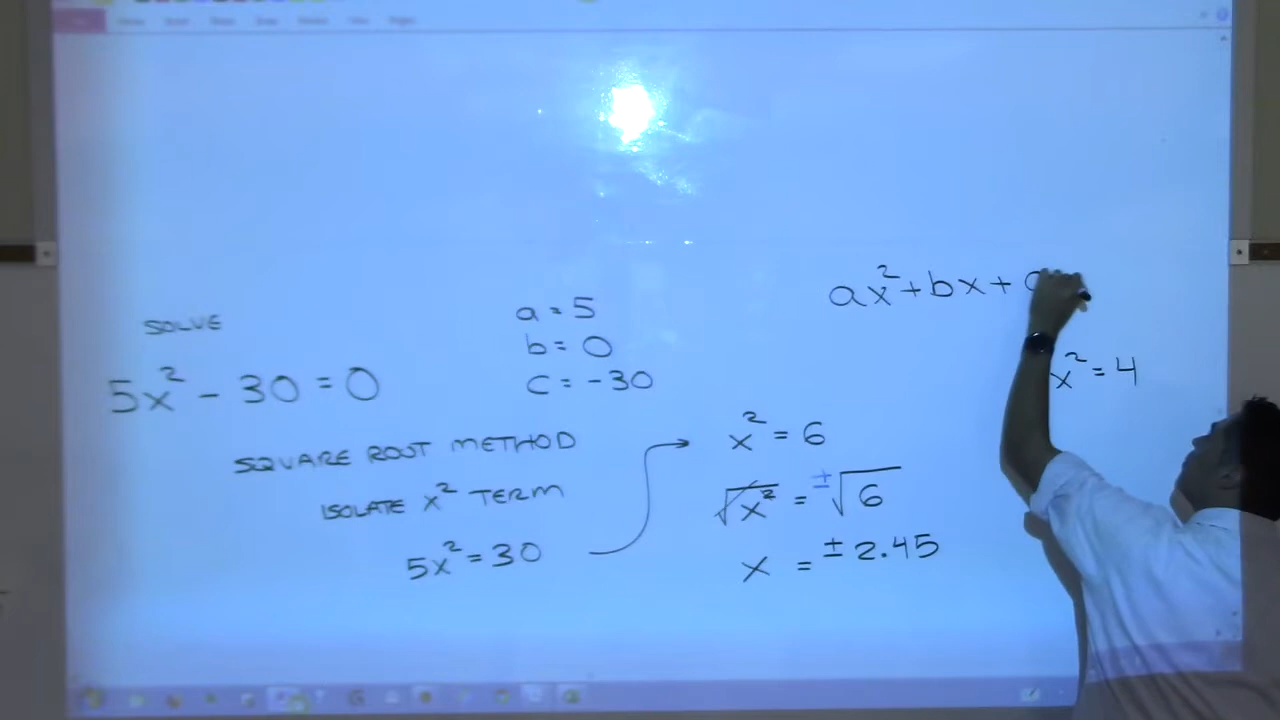 SOLVE
5x² - 30 = 0
SQUARE ROOT METHOD
ISOLATE x² TERM
5x² = 30
a = 5
b = 0
c = -30
x² = 6
√x² = ±√6
x = ±2.45
ax² + bx +
x² = 4